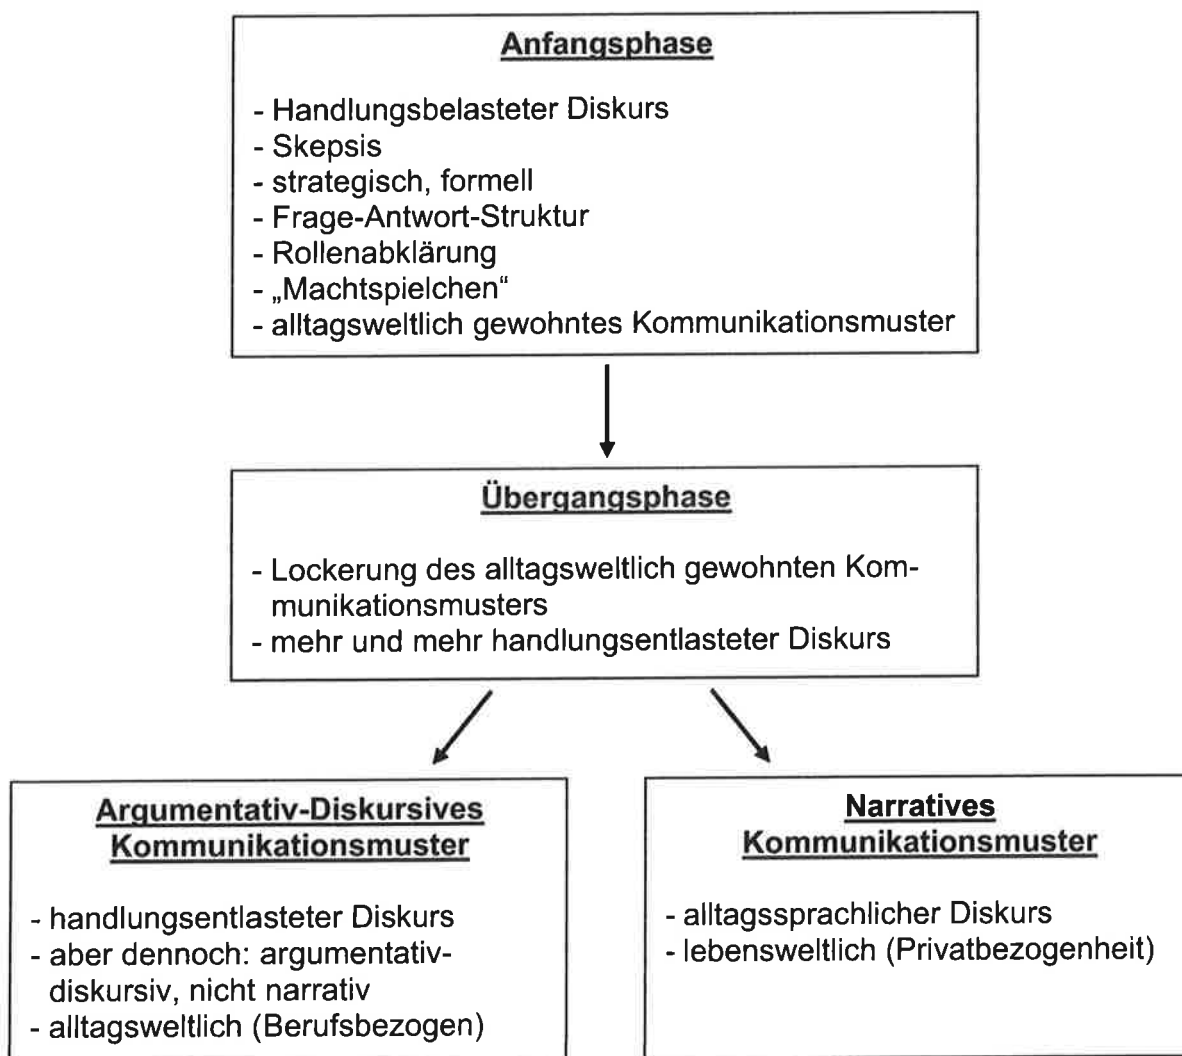 Anfangsphase
- Handlungsbelasteter Diskurs
- Skepsis
- strategisch, formell
- Frage-Antwort-Struktur
- Rollenabklärung
- „Machtspielchen“
- alltagsweltlich gewohntes Kommunikationsmuster
Übergangsphase
- Lockerung des alltagsweltlich gewohnten Kom-
munikationsmusters
- mehr und mehr handlungsentlasteter Diskurs
Argumentativ-Diskursives
Kommunikationsmuster
- handlungsentlasteter Diskurs
- aber dennoch: argumentativ-
diskursiv, nicht narrativ
- alltagsweltlich (Berufsbezogen)
Narratives
Kommunikationsmuster
- alltagssprachlicher Diskurs
- lebensweltlich (Privatbezogenheit)